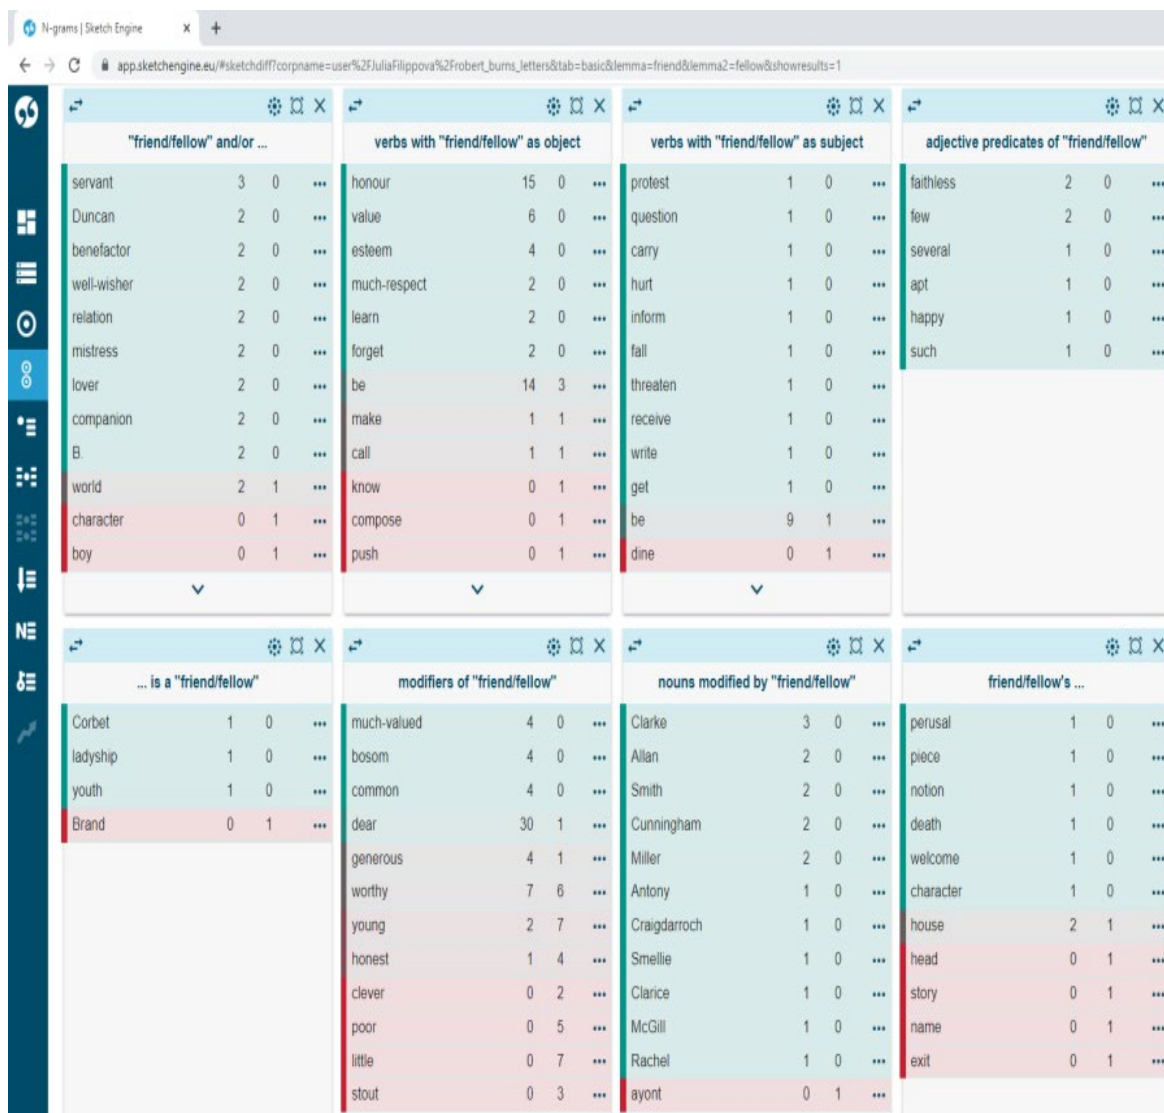 N-grams | Sketch Engine
app.sketchengine.eu/#sketchdiff?corpname=user%2FJuliaFilippova%2Frobert_burns_letters&tab=basic&lemma=friend&lemma2=fellow&showresults=1
"friend/fellow" and/or ...
servant 3 0
Duncan 2 0
benefactor 2 0
well-wisher 2 0
relation 2 0
mistress 2 0
lover 2 0
companion 2 0
B. 2 0
world 2 1
character 0 1
boy 0 1
verbs with "friend/fellow" as object
honour 15 0
value 6 0
esteem 4 0
much-respect 2 0
learn 2 0
forget 2 0
be 14 3
make 1 1
call 1 1
know 0 1
compose 0 1
push 0 1
verbs with "friend/fellow" as subject
protest 1 0
question 1 0
carry 1 0
hurt 1 0
inform 1 0
fall 1 0
threaten 1 0
receive 1 0
write 1 0
get 1 0
be 9 1
dine 0 1
adjective predicates of "friend/fellow"
faithless 2 0
few 2 0
several 1 0
apt 1 0
happy 1 0
such 1 0
... is a "friend/fellow"
Corbet 1 0
ladyship 1 0
youth 1 0
Brand 0 1
modifiers of "friend/fellow"
much-valued 4 0
bosom 4 0
common 4 0
dear 30 1
generous 4 1
worthy 7 6
young 2 7
honest 1 4
clever 0 2
poor 0 5
little 0 7
stout 0 3
nouns modified by "friend/fellow"
Clarke 3 0
Allan 2 0
Smith 2 0
Cunningham 2 0
Miller 2 0
Antony 1 0
Craigdarroch 1 0
Smellie 1 0
Clarice 1 0
McGill 1 0
Rachel 1 0
ayont 0 1
friend/fellow's ...
perusal 1 0
piece 1 0
notion 1 0
death 1 0
welcome 1 0
character 1 0
house 2 1
head 0 1
story 0 1
name 0 1
exit 0 1